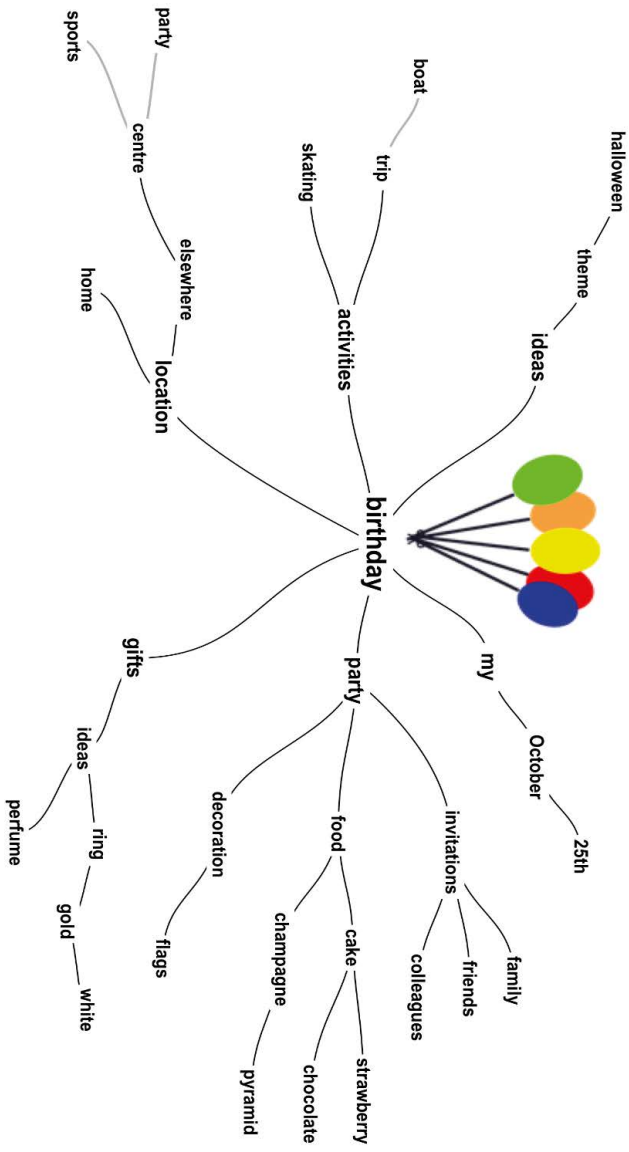 halloween
theme
ideas
boat
trip
skating
activities
party
sports
centre
elsewhere
home
location
birthday
my
October
25th
party
invitations
family
friends
colleagues
food
cake
strawberry
chocolate
champagne
pyramid
decoration
flags
gifts
ideas
ring
gold
white
perfume